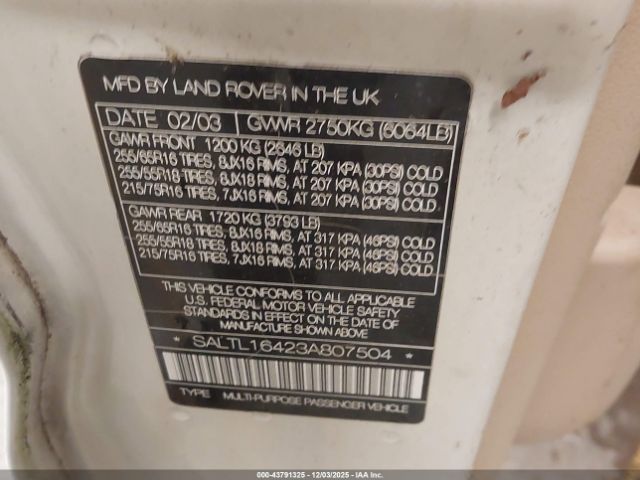 MFD BY LAND ROVER IN THE UK
DATE 02/03 GVWR 2750KG (6064LB)
GAWR FRONT 1200 KG (2646 LB)
255/65R16 TIRES, 8JX16 RIMS, AT 207 KPA (30PSI) COLD
255/55R18 TIRES, 8JX18 RIMS, AT 207 KPA (30PSI) COLD
215/75R16 TIRES, 7JX16 RIMS, AT 207 KPA (30PSI) COLD
GAWR REAR 1720 KG (3793 LB)
255/65R16 TIRES, 8JX16 RIMS, AT 317 KPA (46PSI) COLD
255/55R18 TIRES, 8JX18 RIMS, AT 317 KPA (46PSI) COLD
215/75R16 TIRES, 7JX16 RIMS, AT 317 KPA (46PSI) COLD
THIS VEHICLE CONFORMS TO ALL APPLICABLE
U.S. FEDERAL MOTOR VEHICLE SAFETY
STANDARDS IN EFFECT ON THE DATE OF
MANUFACTURE SHOWN ABOVE
* SALTL16423A807504 *
TYPE MULTI-PURPOSE PASSENGER VEHICLE
000-43791325 - 12/03/2025 - IAA Inc.